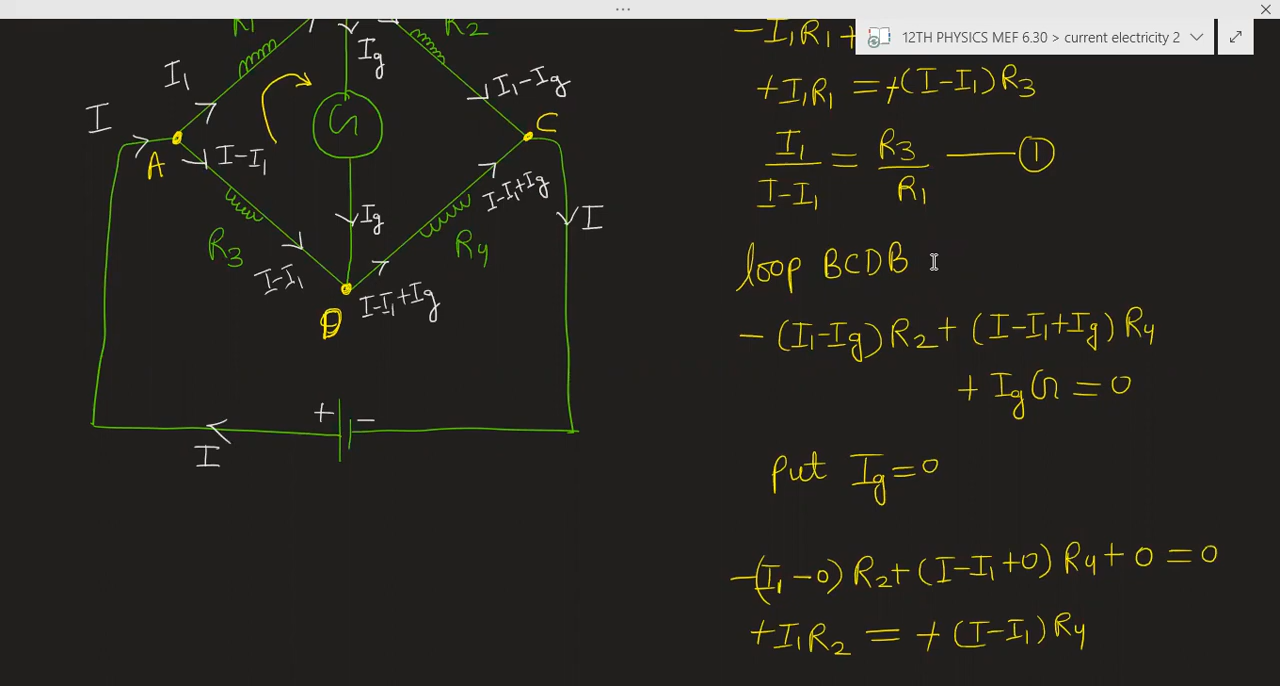 12TH PHYSICS MEF 6.30 > current electricity 2
R1
R2
Ig
I1
I1-Ig
I
G
C
A
I-I1
I-I1+Ig
Ig
I
R3
R4
I-I1
I-I1+Ig
D
+ -
I
-I1R1+
+I1R1 = +(I-I1)R3
I1/I-I1 = R3/R1 —— ①
loop BCDB
-(I1-Ig)R2+(I-I1+Ig)R4
+IgG=0
Put Ig=0
-(I1-0)R2+(I-I1+0)R4+0=0
+I1R2 = +(I-I1)R4